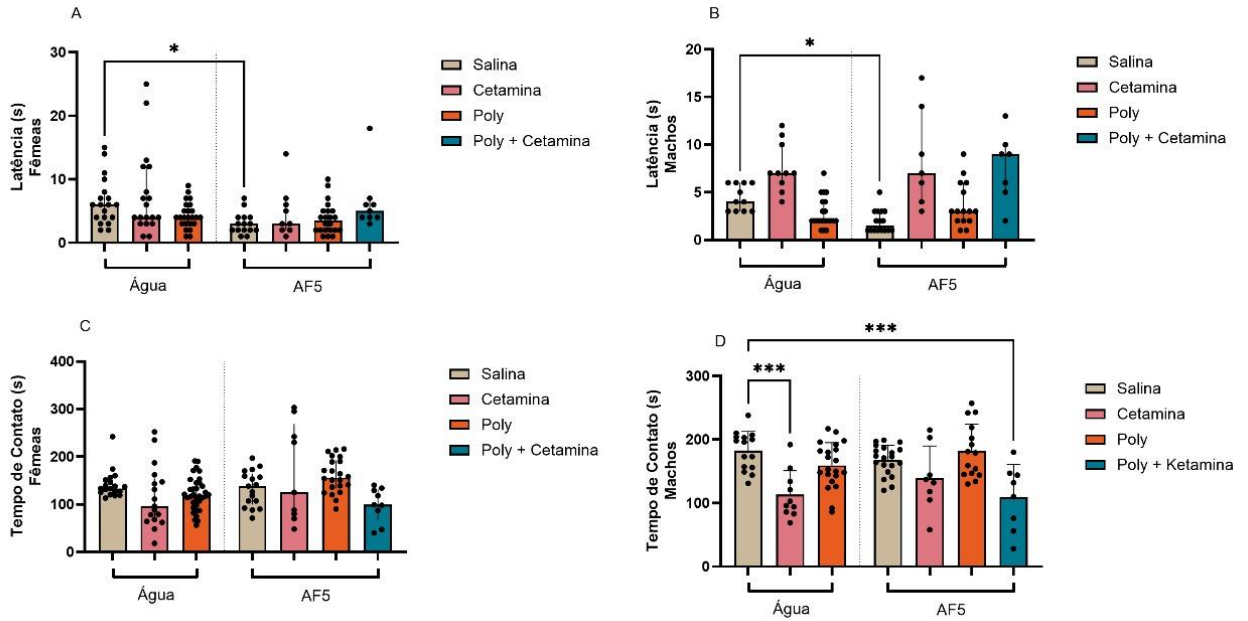 A
Latência (s)
Fêmeas
30
20
10
0
*
Água
AF5
Salina
Cetamina
Poly
Poly + Cetamina
B
Latência (s)
Machos
20
15
10
5
0
*
Água
AF5
Salina
Cetamina
Poly
Poly + Cetamina
C
Tempo de Contato (s)
Fêmeas
400
300
200
100
0
Água
AF5
Salina
Cetamina
Poly
Poly + Cetamina
D
Tempo de Contato (s)
Machos
300
200
100
0
***
***
Água
AF5
Salina
Cetamina
Poly
Poly + Ketamina